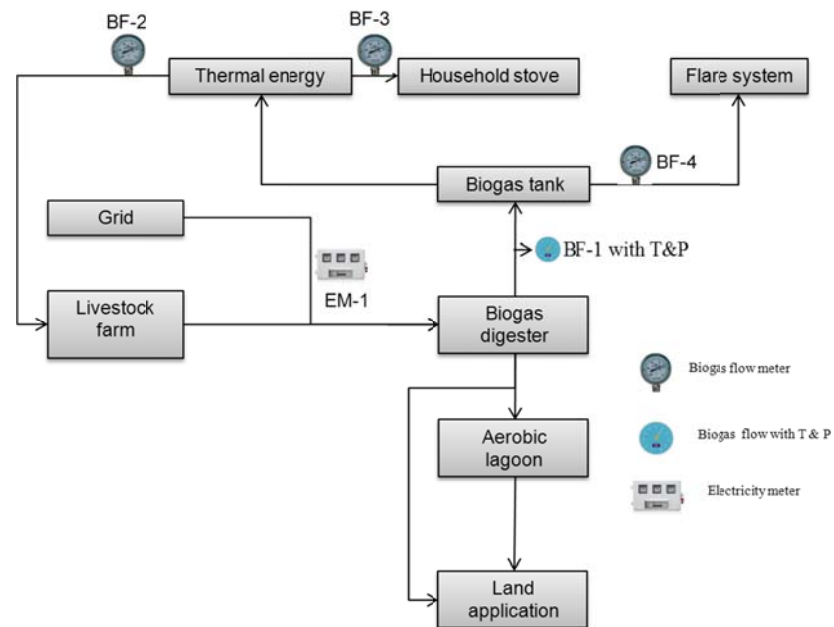 BF-2
BF-3
Thermal energy
Household stove
Flare system
BF-4
Biogas tank
Grid
BF-1 with T&P
EM-1
Livestock
farm
Biogas
digester
Biogas flow meter
Aerobic
lagoon
Biogas flow with T & P
Electricity meter
Land
application